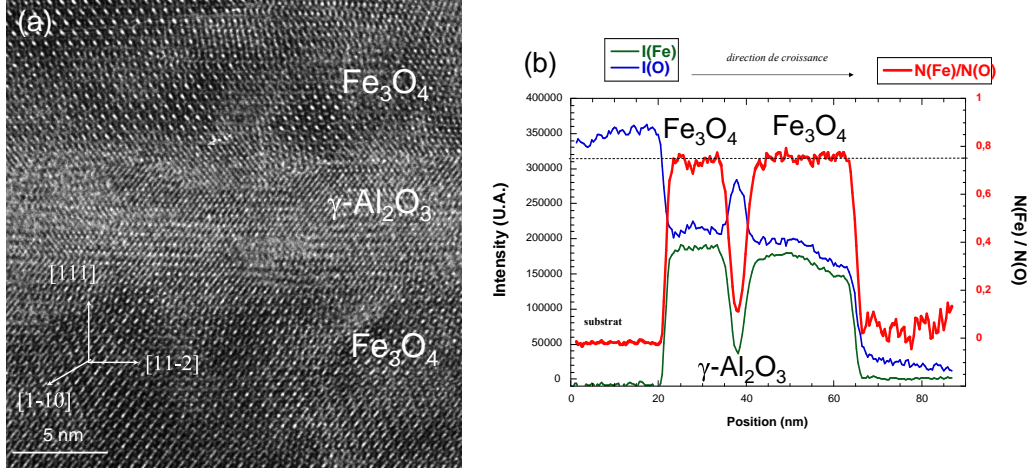 (a)
Fe₃O₄
γ-Al₂O₃
[111]
[11-2]
[1-10]
Fe₃O₄
5 nm
(b)
I(Fe)
I(O)
direction de croissance
N(Fe)/N(O)
Fe₃O₄ Fe₃O₄
substrat
γ-Al₂O₃
Intensity (U.A.)
400000
350000
300000
250000
200000
150000
100000
50000
0
0 20 40 60 80
Position (nm)
1
0,8
0,6
0,4
0,2
0
N(Fe) / N(O)